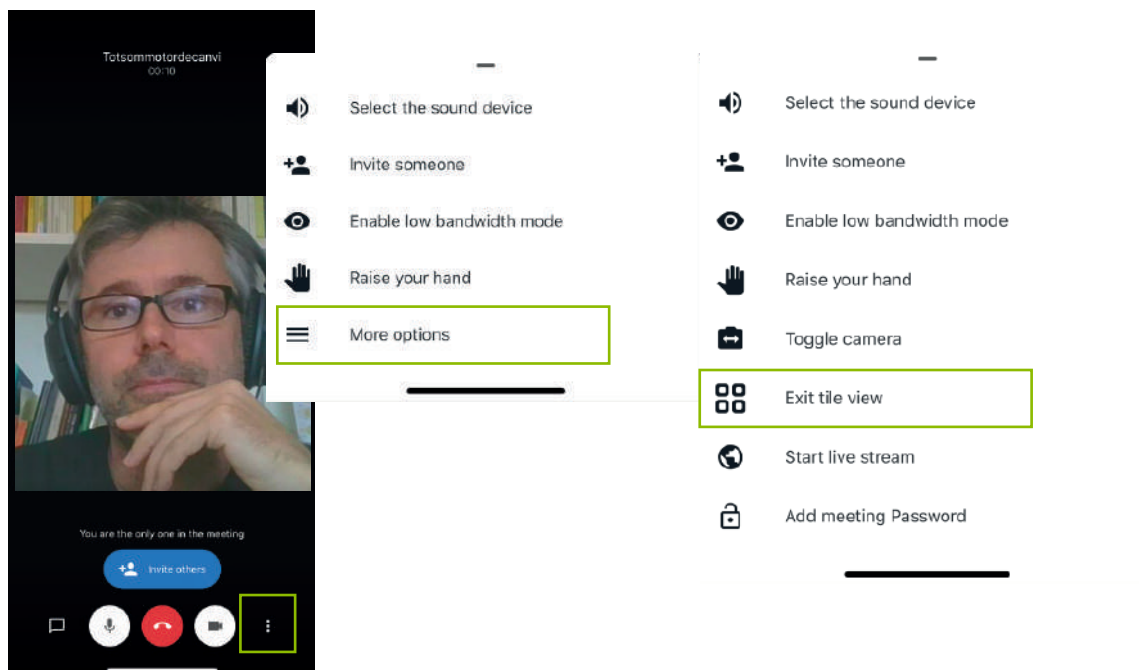 Totsommotordecanvi
00:10
You are the only one in the meeting
Invite others
Select the sound device
Invite someone
Enable low bandwidth mode
Raise your hand
More options
Select the sound device
Invite someone
Enable low bandwidth mode
Raise your hand
Toggle camera
Exit tile view
Start live stream
Add meeting Password